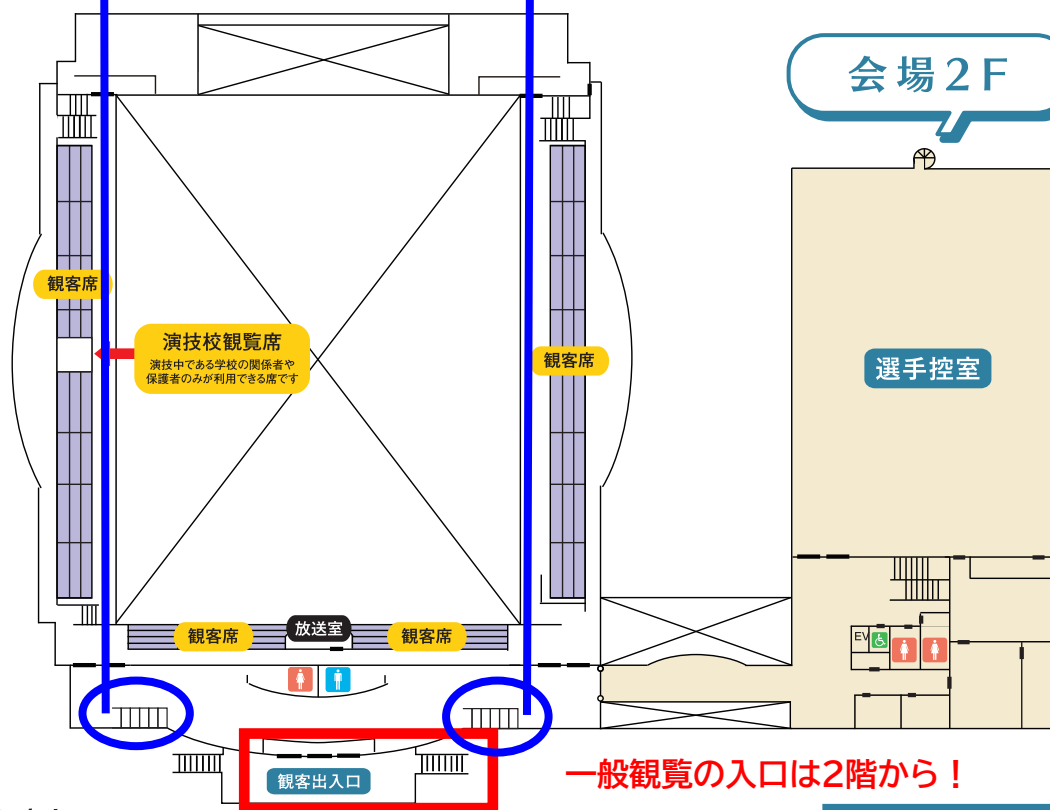 会場2F
観客席
演技校観覧席
演技中である学校の関係者や
保護者のみが利用できる席です
観客席
選手控室
観客席
放送室
観客席
EV
観客出入口
一般観覧の入口は2階から！